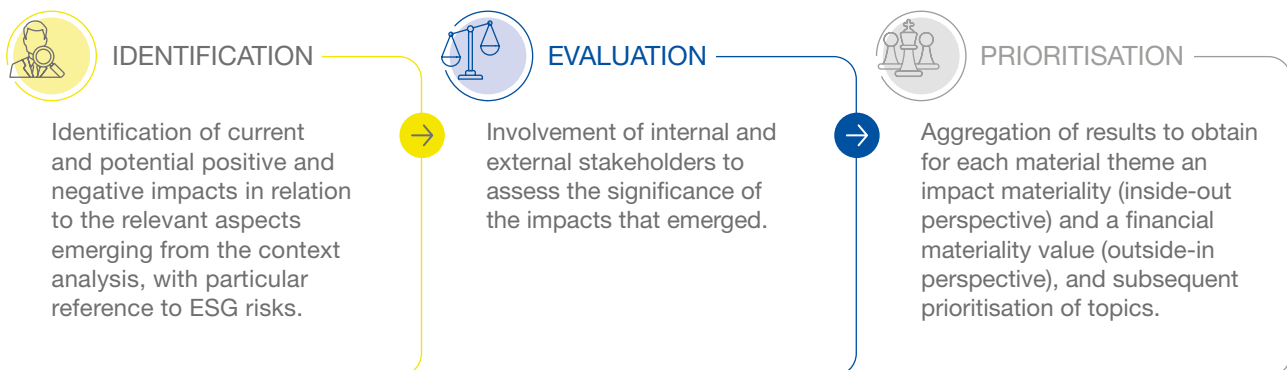 IDENTIFICATION
Identification of current
and potential positive and
negative impacts in relation
to the relevant aspects
emerging from the context
analysis, with particular
reference to ESG risks.
EVALUATION
Involvement of internal and
external stakeholders to
assess the significance of
the impacts that emerged.
PRIORITISATION
Aggregation of results to obtain
for each material theme an
impact materiality (inside-out
perspective) and a financial
materiality value (outside-in
perspective), and subsequent
prioritisation of topics.